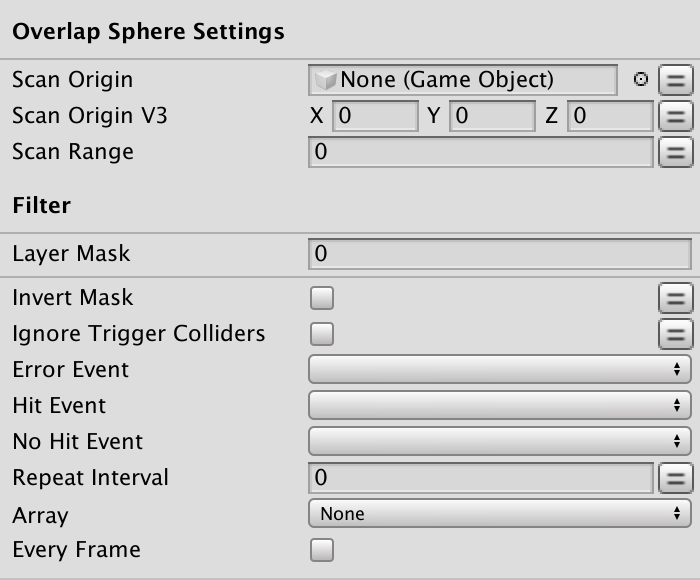 Overlap Sphere Settings
Scan Origin None (Game Object)
Scan Origin V3 X 0 Y 0 Z 0
Scan Range 0
Filter
Layer Mask 0
Invert Mask
Ignore Trigger Colliders
Error Event
Hit Event
No Hit Event
Repeat Interval 0
Array None
Every Frame